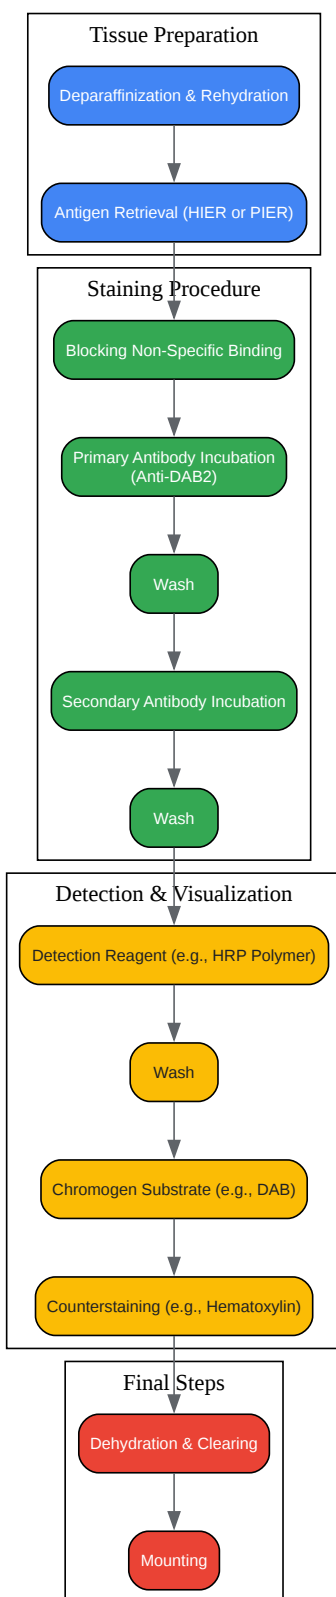 Tissue Preparation
Deparaffinization & Rehydration
Antigen Retrieval (HIER or PIER)
Staining Procedure
Blocking Non-Specific Binding
Primary Antibody Incubation
(Anti-DAB2)
Wash
Secondary Antibody Incubation
Wash
Detection & Visualization
Detection Reagent (e.g., HRP Polymer)
Wash
Chromogen Substrate (e.g., DAB)
Counterstaining (e.g., Hematoxylin)
Final Steps
Dehydration & Clearing
Mounting